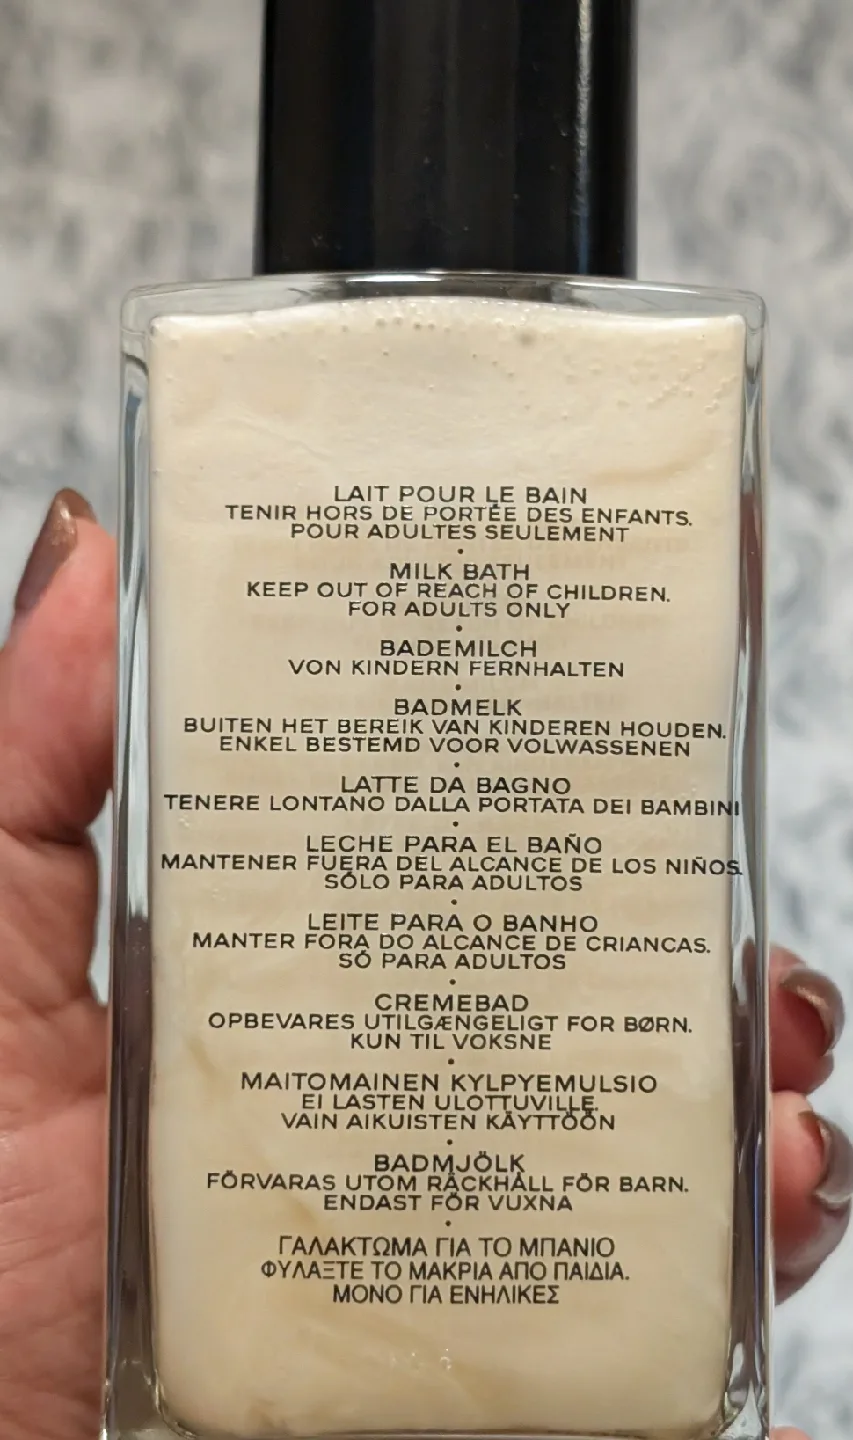 LAIT POUR LE BAIN
TENIR HORS DE PORTÉE DES ENFANTS.
POUR ADULTES SEULEMENT
•
MILK BATH
KEEP OUT OF REACH OF CHILDREN.
FOR ADULTS ONLY
•
BADEMILCH
VON KINDERN FERNHALTEN
•
BADMELK
BUITEN HET BEREIK VAN KINDEREN HOUDEN.
ENKEL BESTEMD VOOR VOLWASSENEN
•
LATTE DA BAGNO
TENERE LONTANO DALLA PORTATA DEI BAMBINI
•
LECHE PARA EL BAÑO
MANTENER FUERA DEL ALCANCE DE LOS NIÑOS.
SÓLO PARA ADULTOS
•
LEITE PARA O BANHO
MANTER FORA DO ALCANCE DE CRIANCAS.
SÓ PARA ADULTOS
•
CREMEBAD
OPBEVARES UTILGÆNGELIGT FOR BØRN.
KUN TIL VOKSNE
•
MAITOMAINEN KYLPYEMULSIO
EI LASTEN ULOTTUVILLE.
VAIN AIKUISTEN KÄYTTÖÖN
•
BADMJÖLK
FÖRVARAS UTOM RÄCKHÅLL FÖR BARN.
ENDAST FÖR VUXNA
•
ΓΑΛΑΚΤΩΜΑ ΓΙΑ ΤΟ ΜΠΑΝΙΟ
ΦΥΛΑΞΤΕ ΤΟ ΜΑΚΡΙΑ ΑΠΟ ΠΑΙΔΙΑ.
ΜΟΝΟ ΓΙΑ ΕΝΗΛΙΚΕΣ